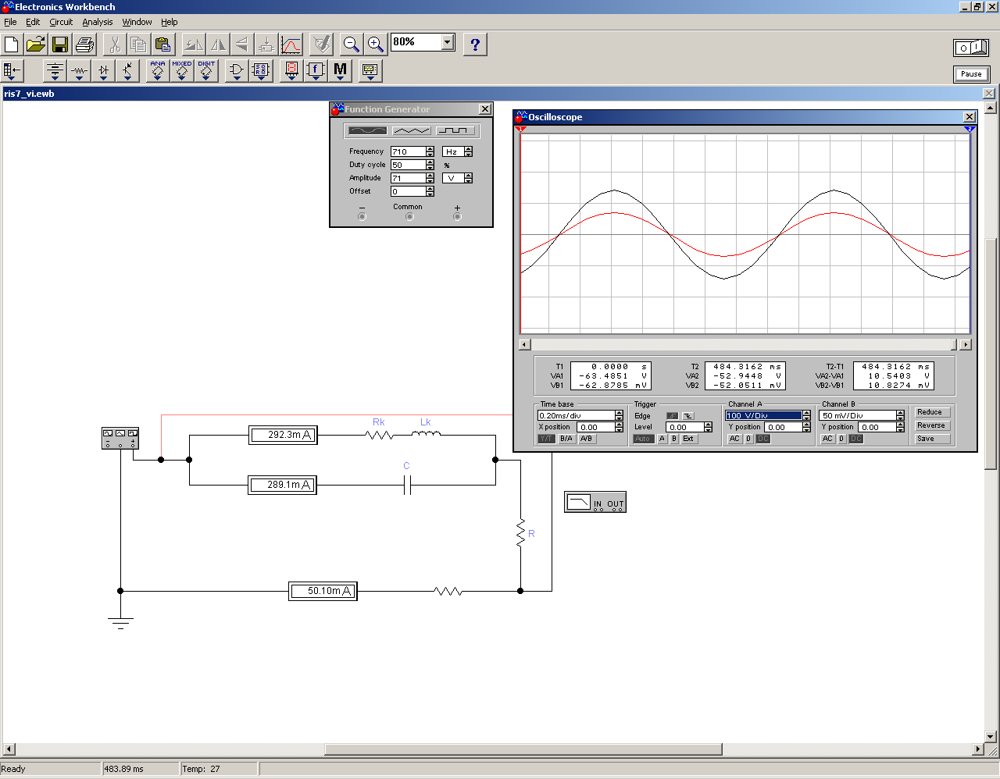 Electronics Workbench
File Edit Circuit Analysis Window Help
80%
?
O I
ANA MIXED DIGIT
f M
Pause
ris7_vi.ewb
Function Generator
Frequency 710 Hz
Duty cycle 50 %
Amplitude 71 V
Offset 0
− Common +
Oscilloscope
1 2
T1 0.0000 s
VA1 -63.4851 V
VB1 -62.8785 mV
T2 484.3162 ms
VA2 -52.9448 V
VB2 -52.0511 mV
T2-T1 484.3162 ms
VA2-VA1 10.5403 V
VB2-VB1 10.8274 mV
Time base
0.20ms/div
X position 0.00
Y/T B/A A/B
Trigger
Edge
Level 0.00
Auto A B Ext
Channel A
100 V/Div
Y position 0.00
AC 0 DC
Channel B
50 mV/Div
Y position 0.00
AC 0 DC
Reduce
Reverse
Save
292.3m A
Rk
Lk
289.1m A
C
R
50.10m A
IN OUT
Ready
483.89 ms
Temp: 27